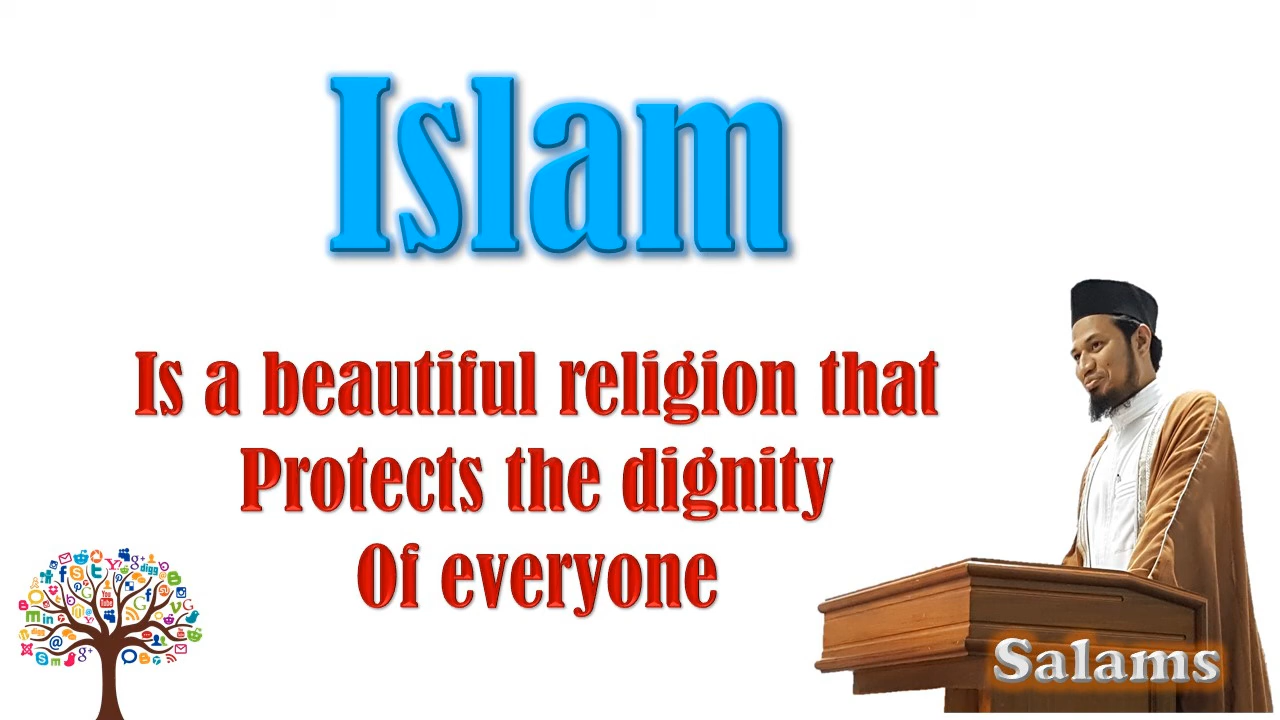 Islam
Is a beautiful religion that
Protects the dignity
Of everyone
Salams